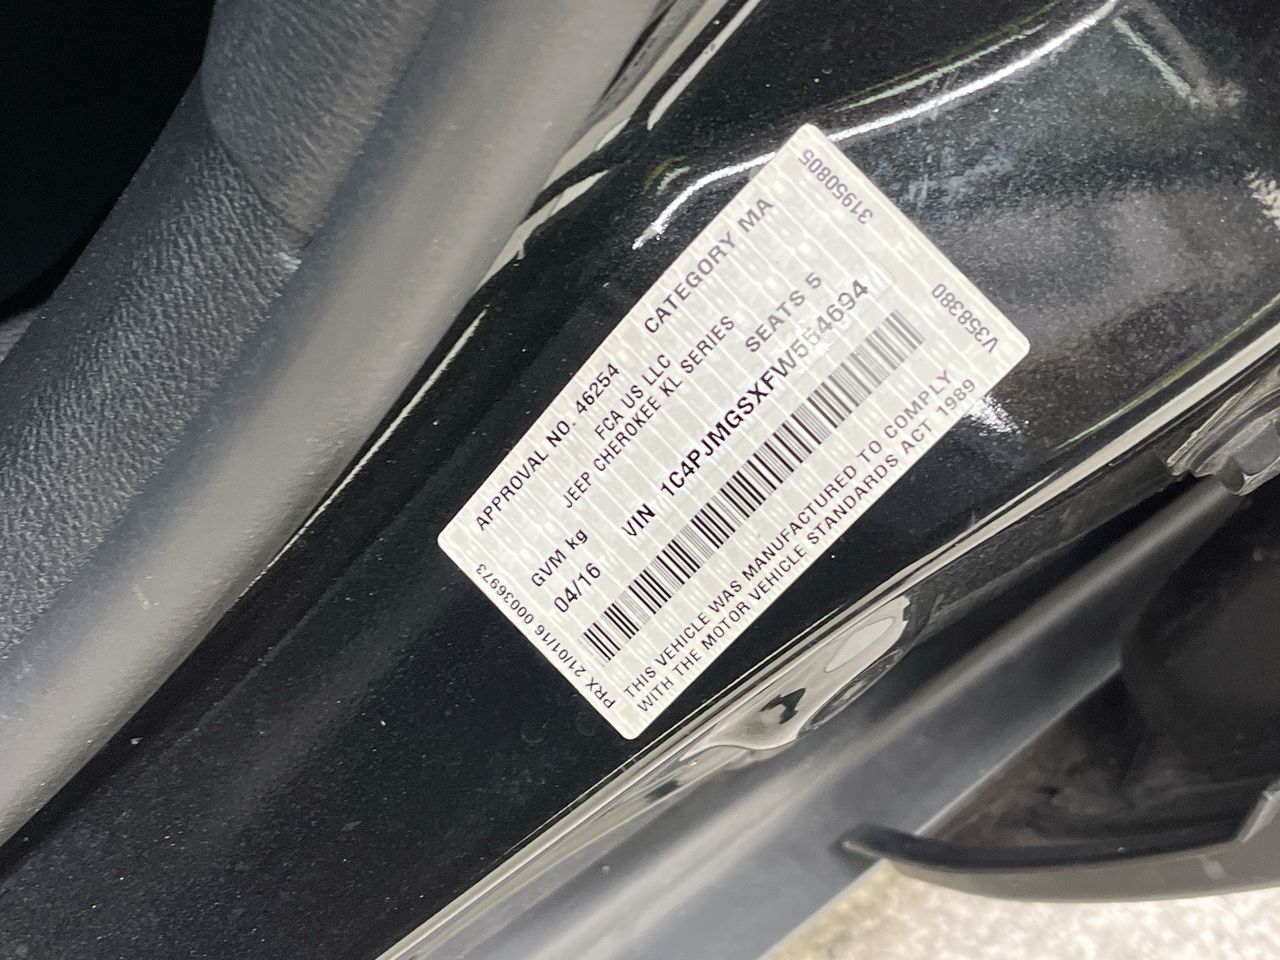 APPROVAL NO. 46254 CATEGORY MA
FCA US LLC
JEEP CHEROKEE KL SERIES
GVM kg SEATS 5
04/16 VIN 1C4PJMGSXFW554694
THIS VEHICLE WAS MANUFACTURED TO COMPLY
WITH THE MOTOR VEHICLE STANDARDS ACT 1989
PRX 21/01/16 00036973
31950805
V358380